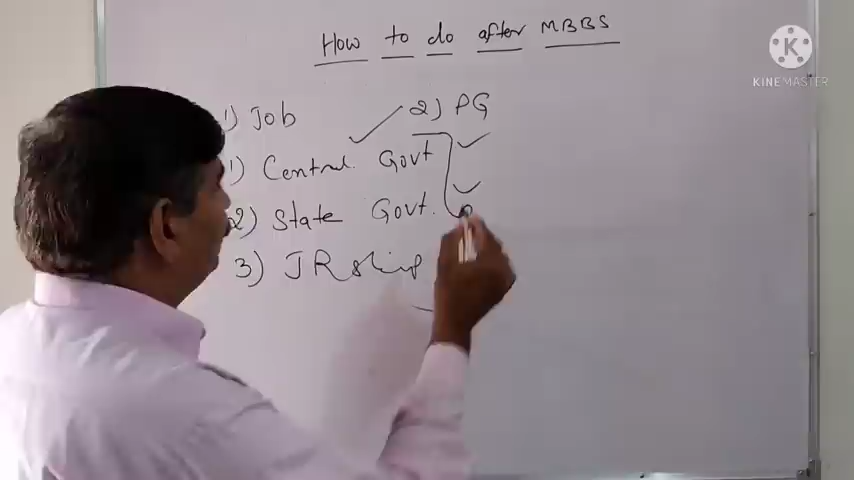 How to do after MBBS
1) Job 2) PG
1) Central Govt
2) State Govt.
3) JRship
KINEMASTER